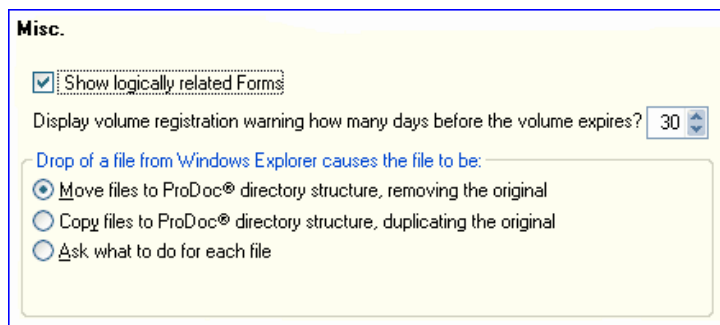 Misc.
Show logically related Forms
Display volume registration warning how many days before the volume expires? 30
Drop of a file from Windows Explorer causes the file to be:
Move files to ProDoc® directory structure, removing the original
Copy files to ProDoc® directory structure, duplicating the original
Ask what to do for each file